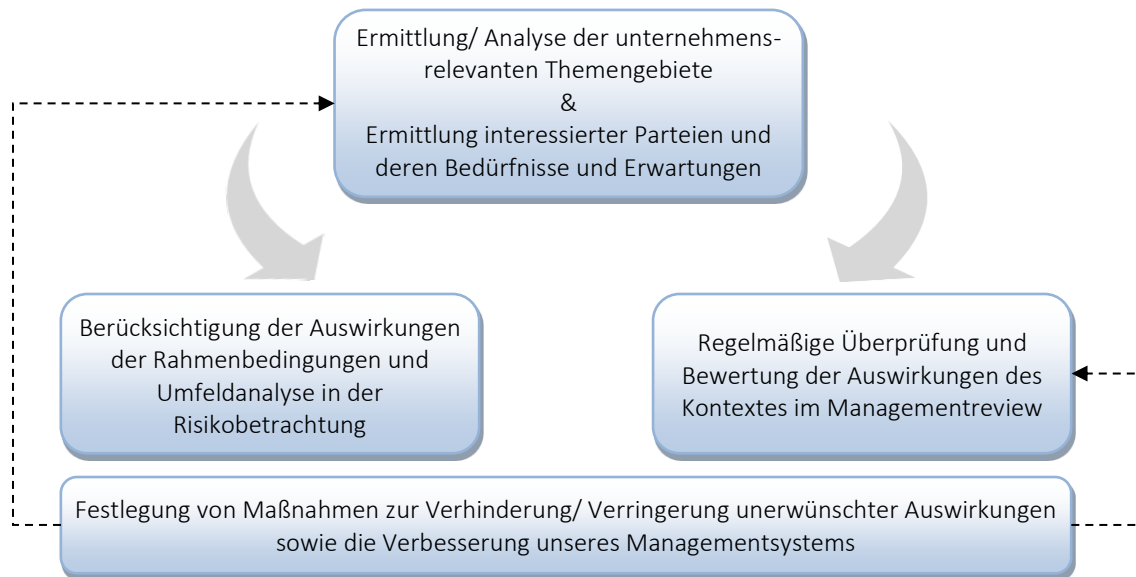 Ermittlung/ Analyse der unternehmens-
relevanten Themengebiete
&
Ermittlung interessierter Parteien und
deren Bedürfnisse und Erwartungen
Berücksichtigung der Auswirkungen
der Rahmenbedingungen und
Umfeldanalyse in der
Risikobetrachtung
Regelmäßige Überprüfung und
Bewertung der Auswirkungen des
Kontextes im Managementreview
Festlegung von Maßnahmen zur Verhinderung/ Verringerung unerwünschter Auswirkungen
sowie die Verbesserung unseres Managementsystems